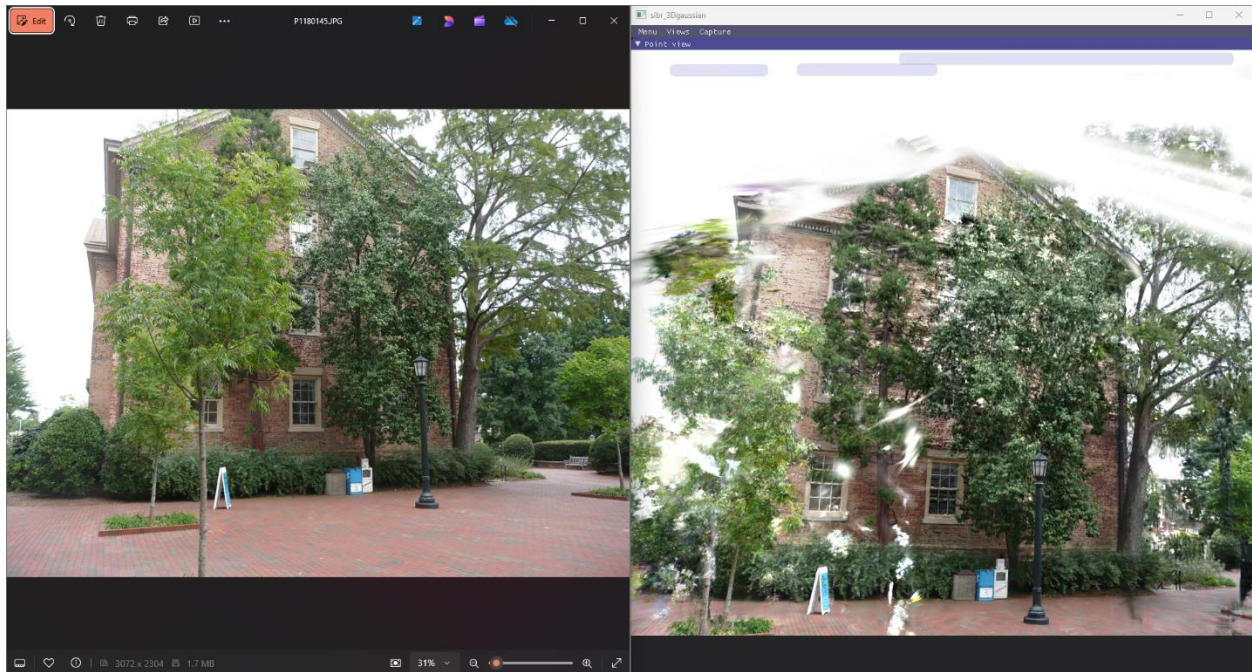 Edit
P1180145.JPG
sibr_3Dgaussian
Menu Views Capture
Point view
3072 x 2304
1.7 MB
31%